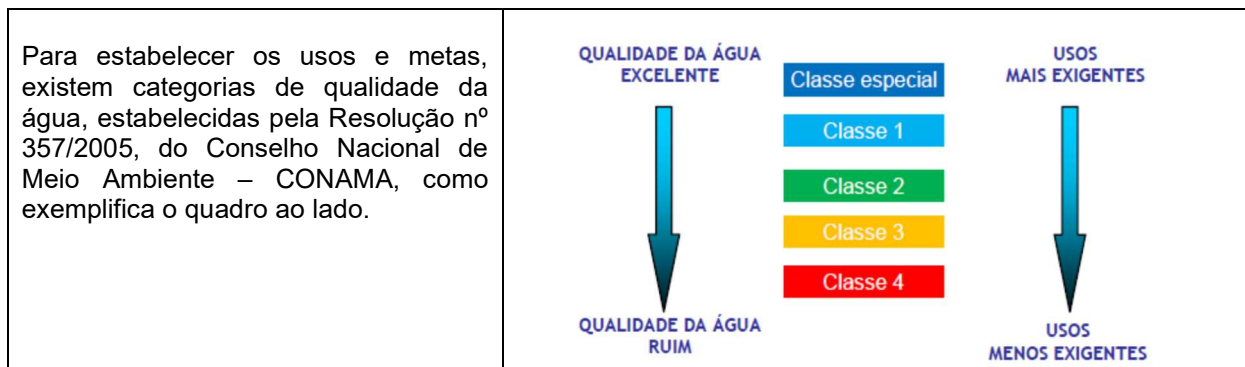 Para estabelecer os usos e metas,
existem categorias de qualidade da
água, estabelecidas pela Resolução nº
357/2005, do Conselho Nacional de
Meio Ambiente – CONAMA, como
exemplifica o quadro ao lado.
QUALIDADE DA ÁGUA
EXCELENTE
QUALIDADE DA ÁGUA
RUIM
Classe especial
Classe 1
Classe 2
Classe 3
Classe 4
USOS
MAIS EXIGENTES
USOS
MENOS EXIGENTES